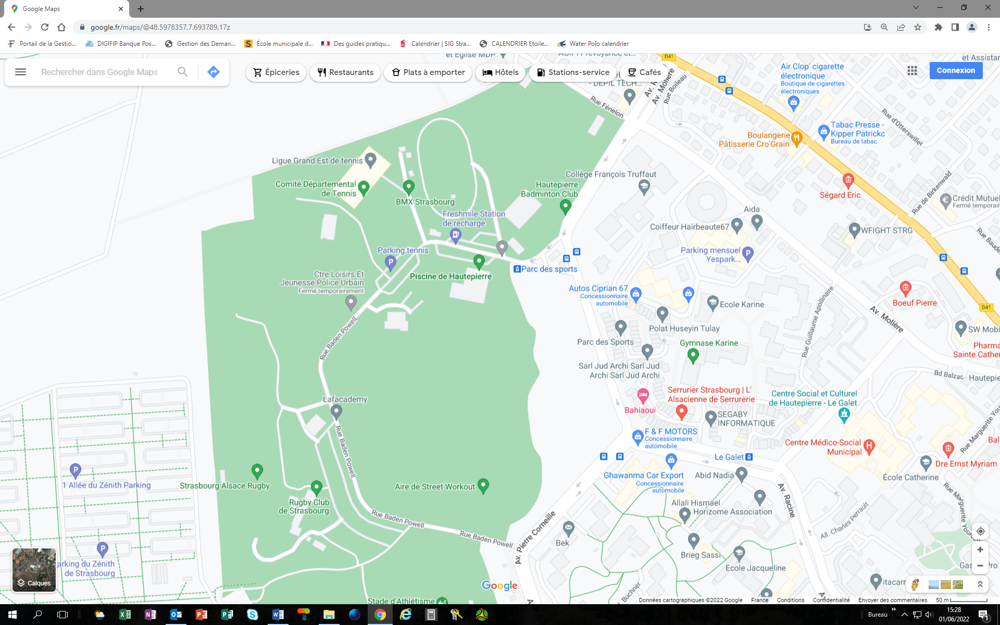 Google Maps
google.fr/maps/@48.5978357,7.693789,17z
Portail de la Gestio...
DIGIFIP Banque Pos...
Gestion des Deman...
École municipale d...
Des guides pratiqu...
Calendrier | SIG Stra...
CALENDRIER Etoile...
Water Polo calendrier
Rechercher dans Google Maps
Épiceries
Restaurants
Plats à emporter
Hôtels
Stations-service
Cafés
Connexion
et Eglise MDP
D41
et Assistan
- DEPIL TECH...
Av. Molière
Rue Boileau
Rue Fénelon
Air Clop' cigarette
électronique
Boutique de cigarettes
électroniques
Rue d'Otterswiller
Tabac Presse -
Kipper Patrickc
Bureau de tabac
Boulangerie
Pâtisserie Cro'Grain
Ligue Grand Est de tennis
Comité Départemental
de Tennis
BMX Strasbourg
Collège François Truffaut
Hautepierre
Badminton Club
Ségard Eric
Rue de Birkenwald
Crédit Mutuel
Fermé temporair
Freshmile Station
de recharge
Aida
Coiffeur Hairbeaute67
WFIGHT STRG
Rue Baude
Parking tennis
Parking mensuel
Yespark...
Piscine de Hautepierre
Parc des sports
Ctre Loisirs Et
Jeunesse Police Urbain
Fermé temporairement
Autos Ciprian 67
Concessionnaire
automobile
Ecole Karine
Rue Guillaume Apollinaire
Boeuf Pierre
D41
Av. Molière
Rue Baden Powell
Polat Huseyin Tulay
Parc des Sports
Gymnase Karine
SW Mobi
Pharma
Sainte Cather
Sarl Jud Archi Sarl Jud
Archi Sarl Jud Archi
Bd Balzac
Hautepie
Serrurier Strasbourg | L'
Alsacienne de Serrurerie
Centre Social et Culturel
de Hautepierre - Le Galet
Lafacademy
Bahiaoui
SEGABY
INFORMATIQUE
Rue Baden Powell
F & F MOTORS
Concessionnaire
automobile
Centre Médico-Social
Municipal
Rue Marguerite You
Bal
Le Galet
Dre Ernst Myriam
1 Allée du Zénith Parking
Strasbourg Alsace Rugby
Aire de Street Workout
Ghawanma Car Export
Concessionnaire
automobile
Abid Nadia
École Catherine
Rugby Club
de Strasbourg
Allali Hismael
Horizome Association
Av. Racine
Rue Marguerite Your
Rue Baden Powell
Rue Baden Powell
Av. Pierre Corneille
Bek
All. Charles Perrault
Brieg Sassi
Ecole Jacqueline
Gas
Pro
arking du Zénith
de Strasbourg
Calques
Google
itacarr
Buchner
Stade d'Athlétisme
Données cartographiques ©2022 Google
France
Conditions
Confidentialité
Envoyer des commentaires
50 m
Bureau
15:28
01/06/2022